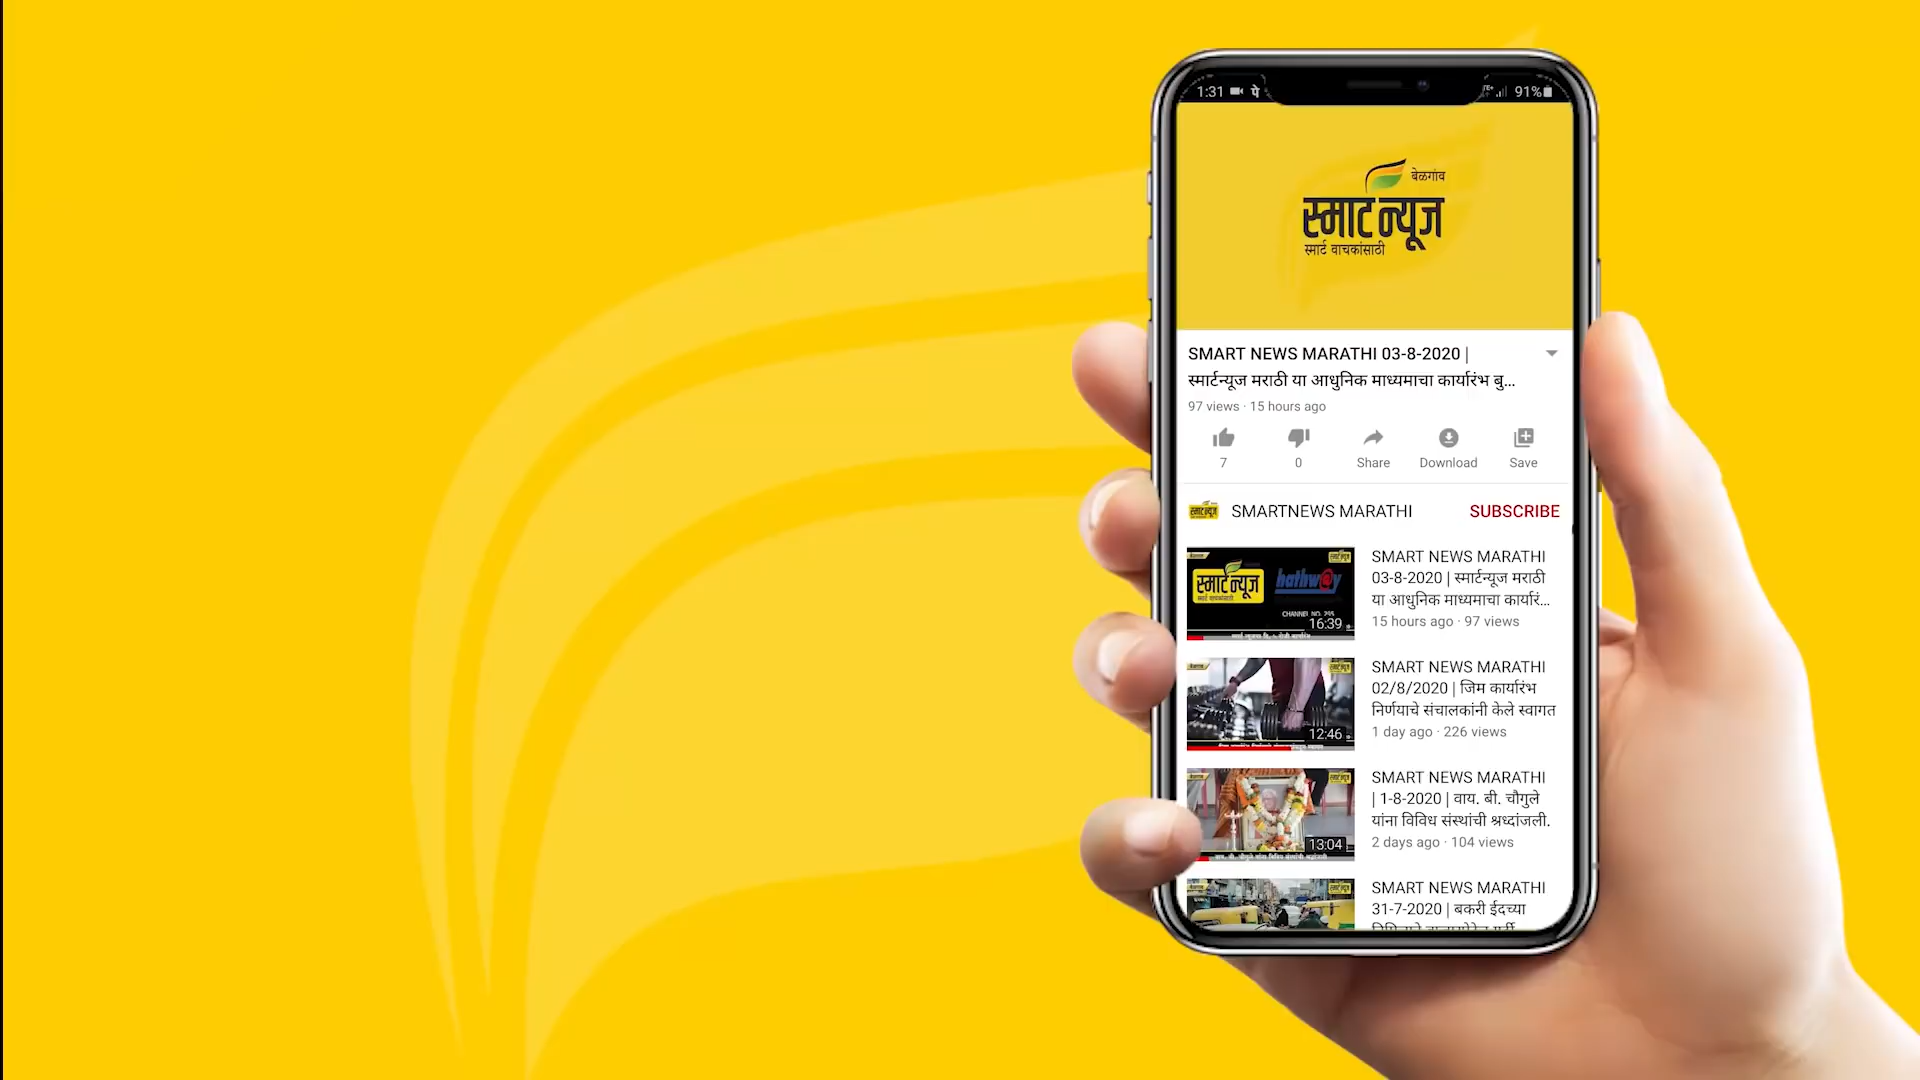 1:31 पे
91%
बेळगांव
स्मार्ट न्यूज
स्मार्ट वाचकांसाठी
SMART NEWS MARATHI 03-8-2020 |
स्मार्टन्यूज मराठी या आधुनिक माध्यमाचा कार्यारंभ बु...
97 views · 15 hours ago
7
0
Share
Download
Save
स्मार्ट न्यूज
SMARTNEWS MARATHI
SUBSCRIBE
स्मार्ट न्यूज
hathw@y
CHANNEL NO. 295
16:39
SMART NEWS MARATHI
03-8-2020 | स्मार्टन्यूज मराठी
या आधुनिक माध्यमाचा कार्यारं...
15 hours ago · 97 views
12:46
SMART NEWS MARATHI
02/8/2020 | जिम कार्यारंभ
निर्णयाचे संचालकांनी केले स्वागत
1 day ago · 226 views
13:04
SMART NEWS MARATHI
| 1-8-2020 | वाय. बी. चौगुले
यांना विविध संस्थांची श्रध्दांजली.
2 days ago · 104 views
SMART NEWS MARATHI
31-7-2020 | बकरी ईदच्या